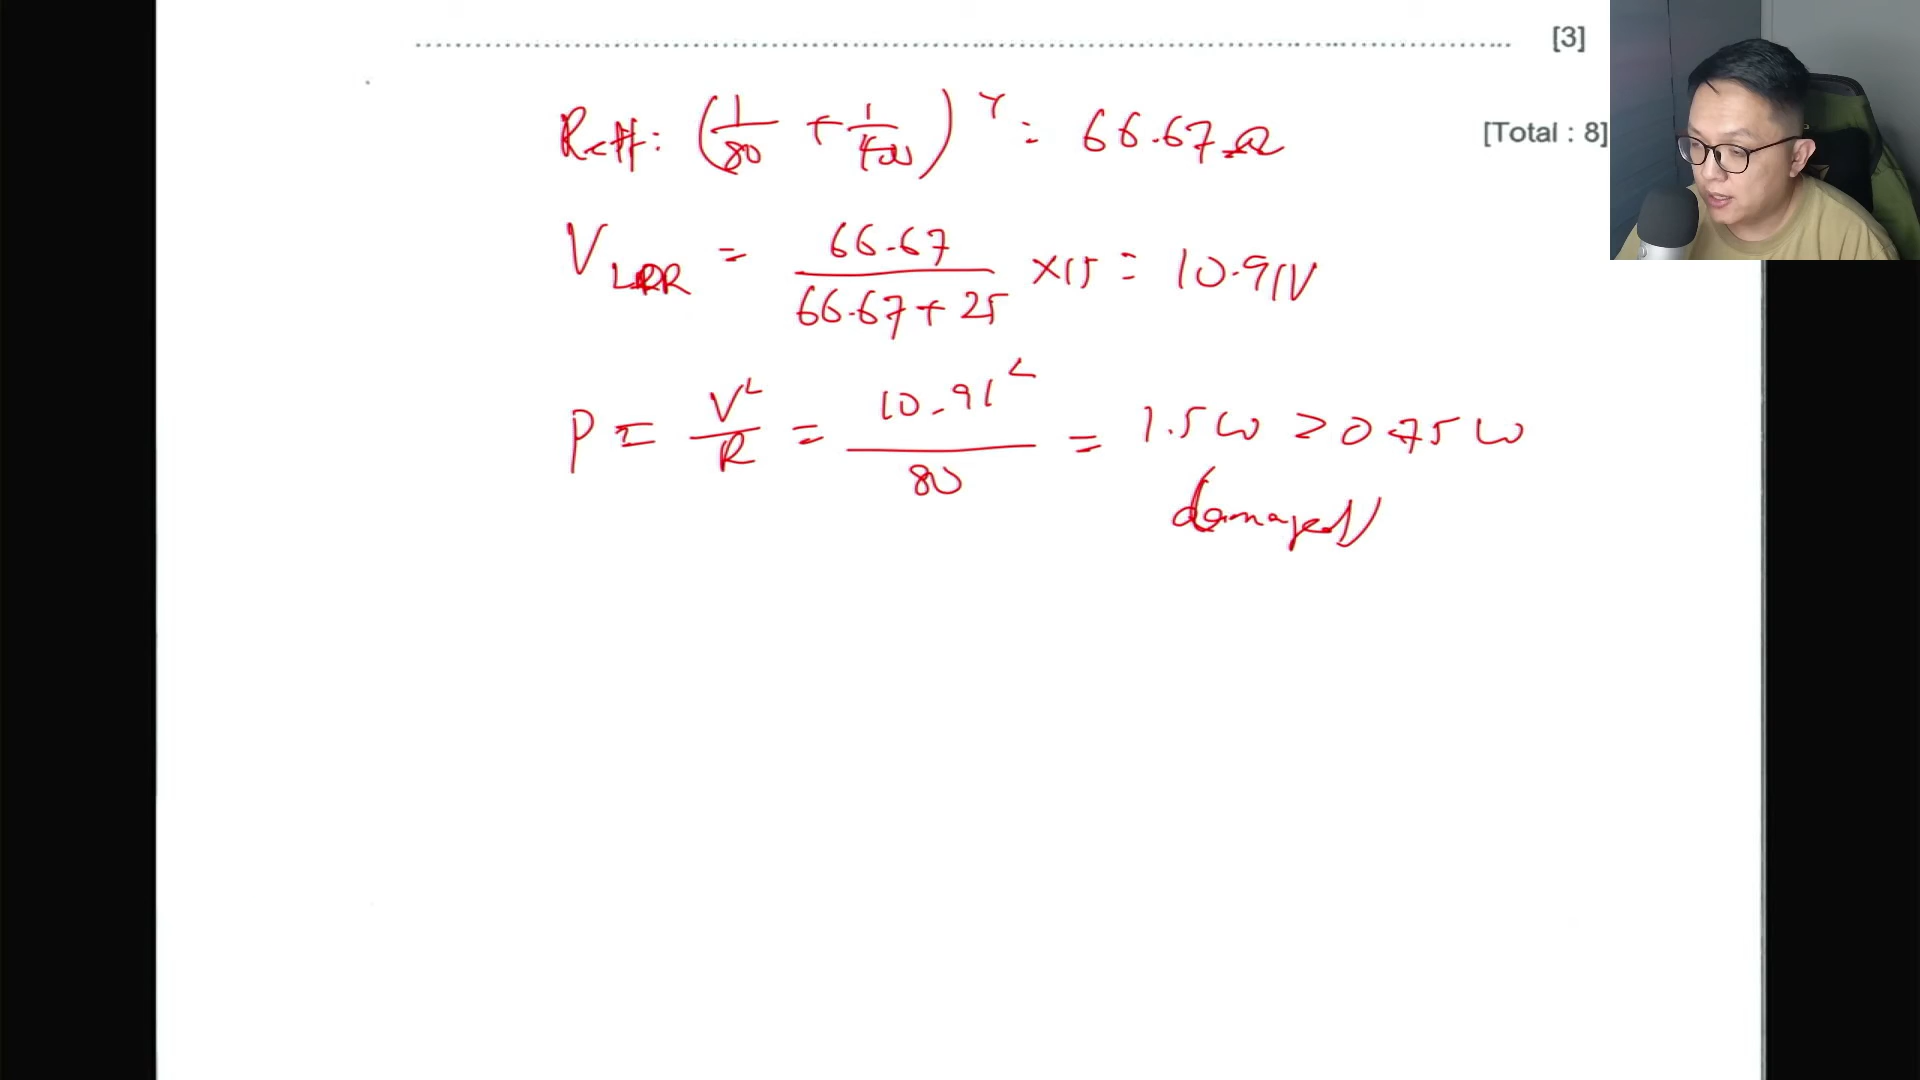 [3]
Reff: (1/80 + 1/400)^-1 = 66.67Ω
[Total : 8]
V_LDR = 66.67/(66.67+25) ×15 = 10.91V
P = V²/R = 10.91²/80 = 1.5W > 0.75W
damaged//